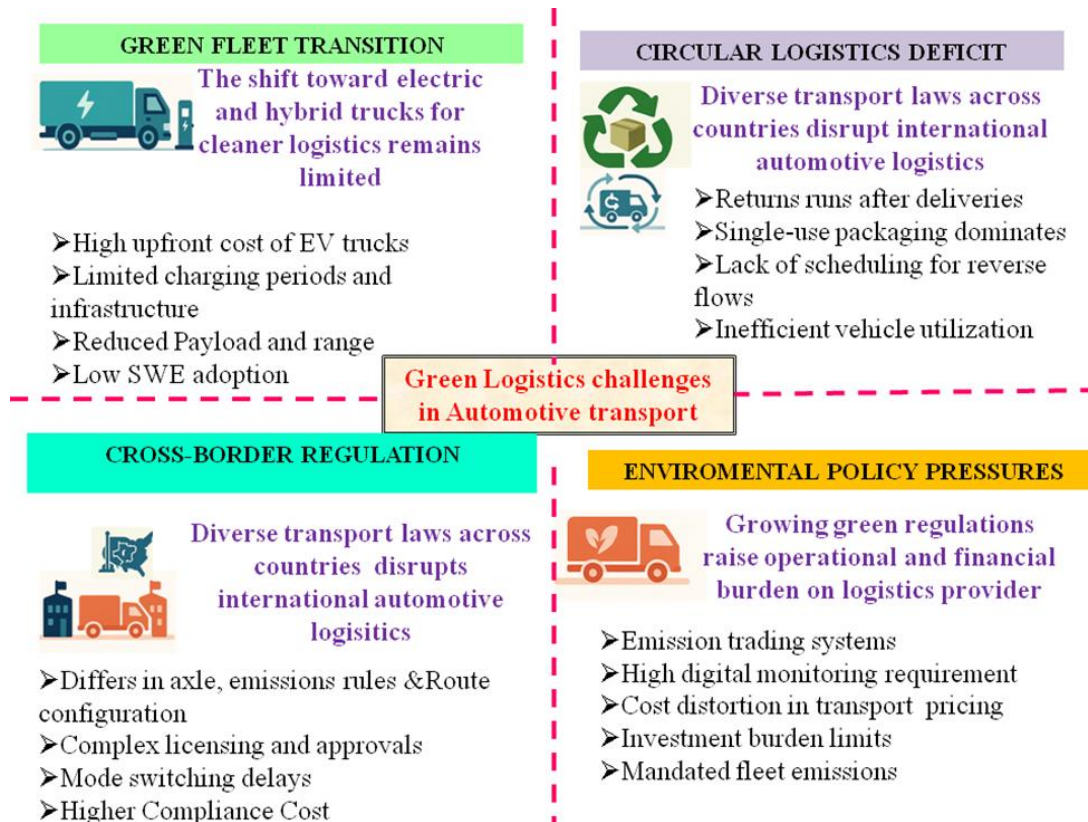 GREEN FLEET TRANSITION
The shift toward electric
and hybrid trucks for
cleaner logistics remains
limited
➤High upfront cost of EV trucks
➤Limited charging periods and
infrastructure
➤Reduced Payload and range
➤Low SWE adoption
CIRCULAR LOGISTICS DEFICIT
Diverse transport laws across
countries disrupt international
automotive logistics
➤Returns runs after deliveries
➤Single-use packaging dominates
➤Lack of scheduling for reverse
flows
➤Inefficient vehicle utilization
Green Logistics challenges
in Automotive transport
CROSS-BORDER REGULATION
Diverse transport laws across
countries disrupts
international automotive
logisitics
➤Differs in axle, emissions rules &Route
configuration
➤Complex licensing and approvals
➤Mode switching delays
➤Higher Compliance Cost
ENVIROMENTAL POLICY PRESSURES
Growing green regulations
raise operational and financial
burden on logistics provider
➤Emission trading systems
➤High digital monitoring requirement
➤Cost distortion in transport pricing
➤Investment burden limits
➤Mandated fleet emissions